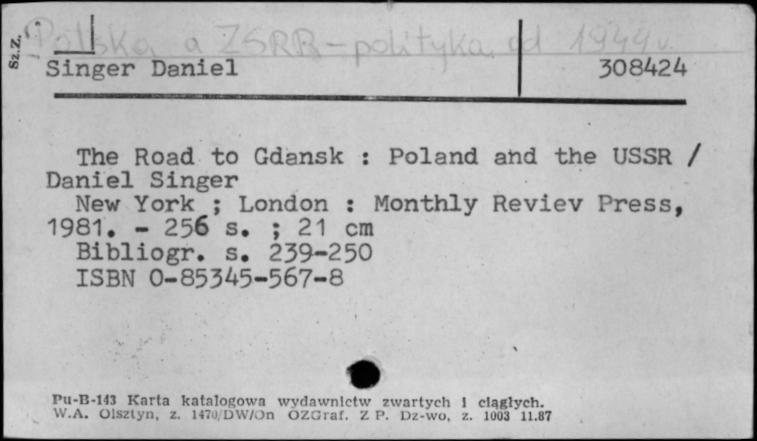 Polska a ZSRR - polityka od 1944 r.
Sz.Z.
Singer Daniel 308424
The Road to Gdansk : Poland and the USSR /
Daniel Singer
New York ; London : Monthly Reviev Press,
1981. - 256 s. ; 21 cm
Bibliogr. s. 239-250
ISBN 0-85345-567-8
Pu-B-143 Karta katalogowa wydawnictw zwartych i ciągłych.
W.A. Olsztyn, z. 1470/DW/On OZGraf. Z P. Dz-wo, z. 1003 11.87